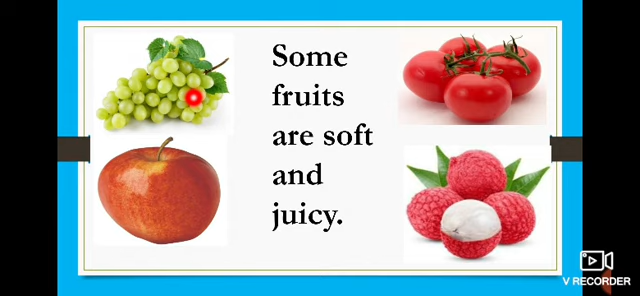 Some
fruits
are soft
and
juicy.
V RECORDER